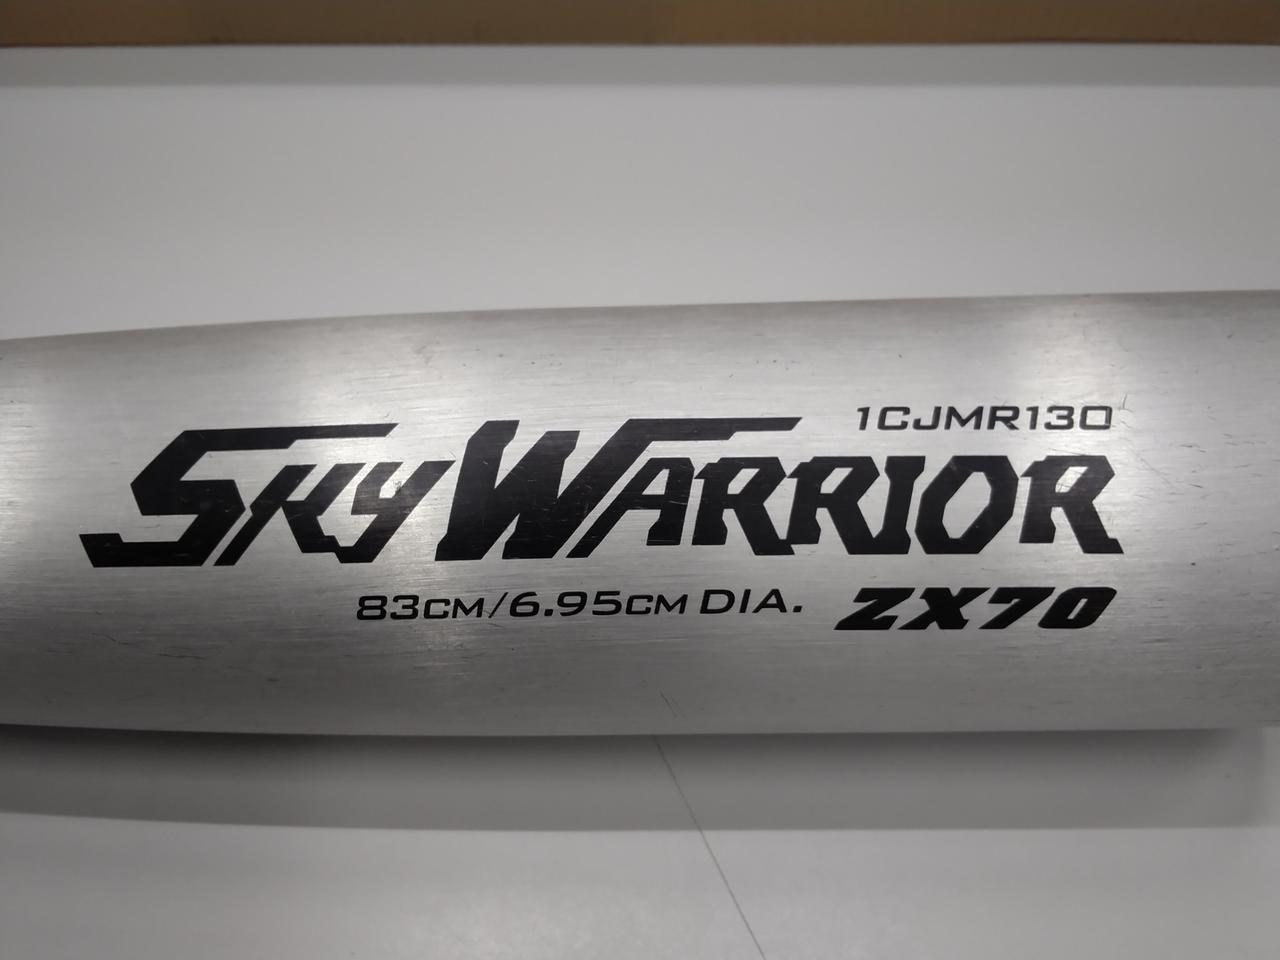 1CJMR130
SKYWARRIOR
83CM/6.95CM DIA. ZX70